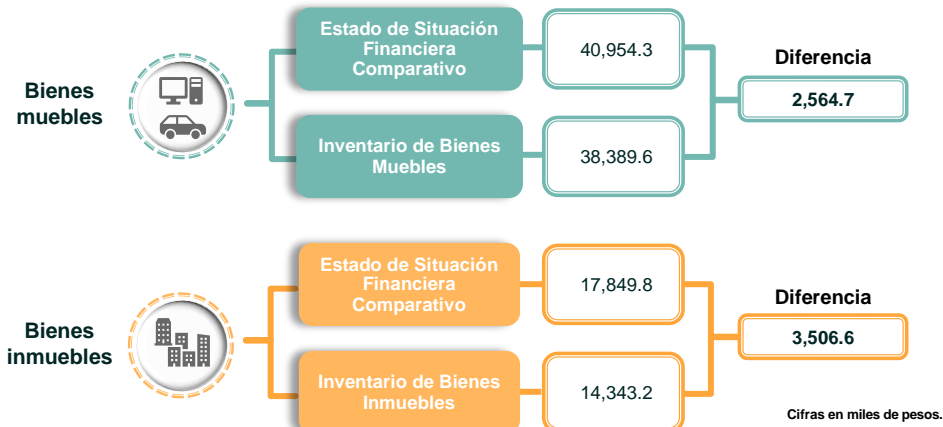 Bienes
muebles
Estado de Situación
Financiera
Comparativo
40,954.3
Inventario de Bienes
Muebles
38,389.6
Diferencia
2,564.7
Bienes
inmuebles
Estado de Situación
Financiera
Comparativo
17,849.8
Inventario de Bienes
Inmuebles
14,343.2
Diferencia
3,506.6
Cifras en miles de pesos.